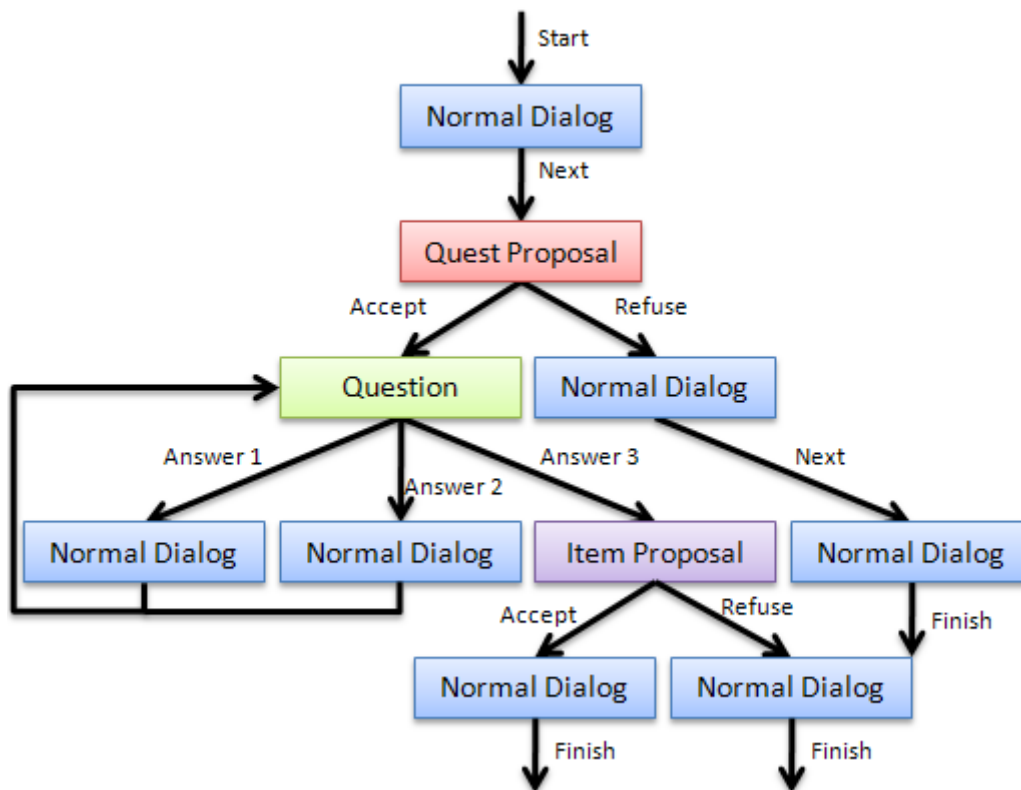 Start
Normal Dialog
Next
Quest Proposal
Accept
Refuse
Question
Normal Dialog
Answer 1
Answer 2
Answer 3
Next
Normal Dialog
Normal Dialog
Item Proposal
Normal Dialog
Accept
Refuse
Finish
Normal Dialog
Normal Dialog
Finish
Finish